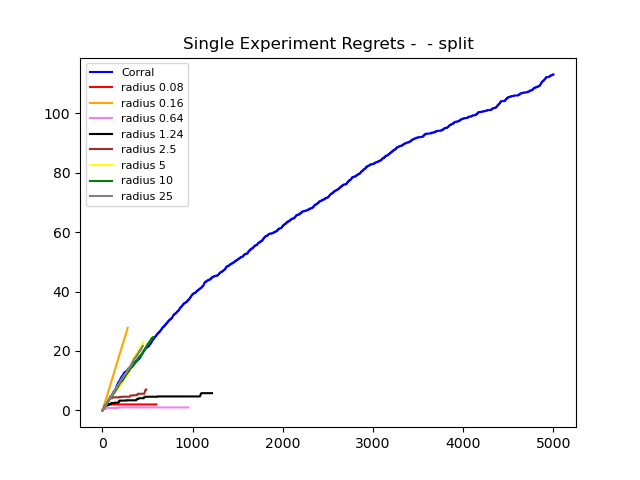 Single Experiment Regrets -  - split
Corral
radius 0.08
radius 0.16
radius 0.64
radius 1.24
radius 2.5
radius 5
radius 10
radius 25
100
80
60
40
20
0
0 1000 2000 3000 4000 5000